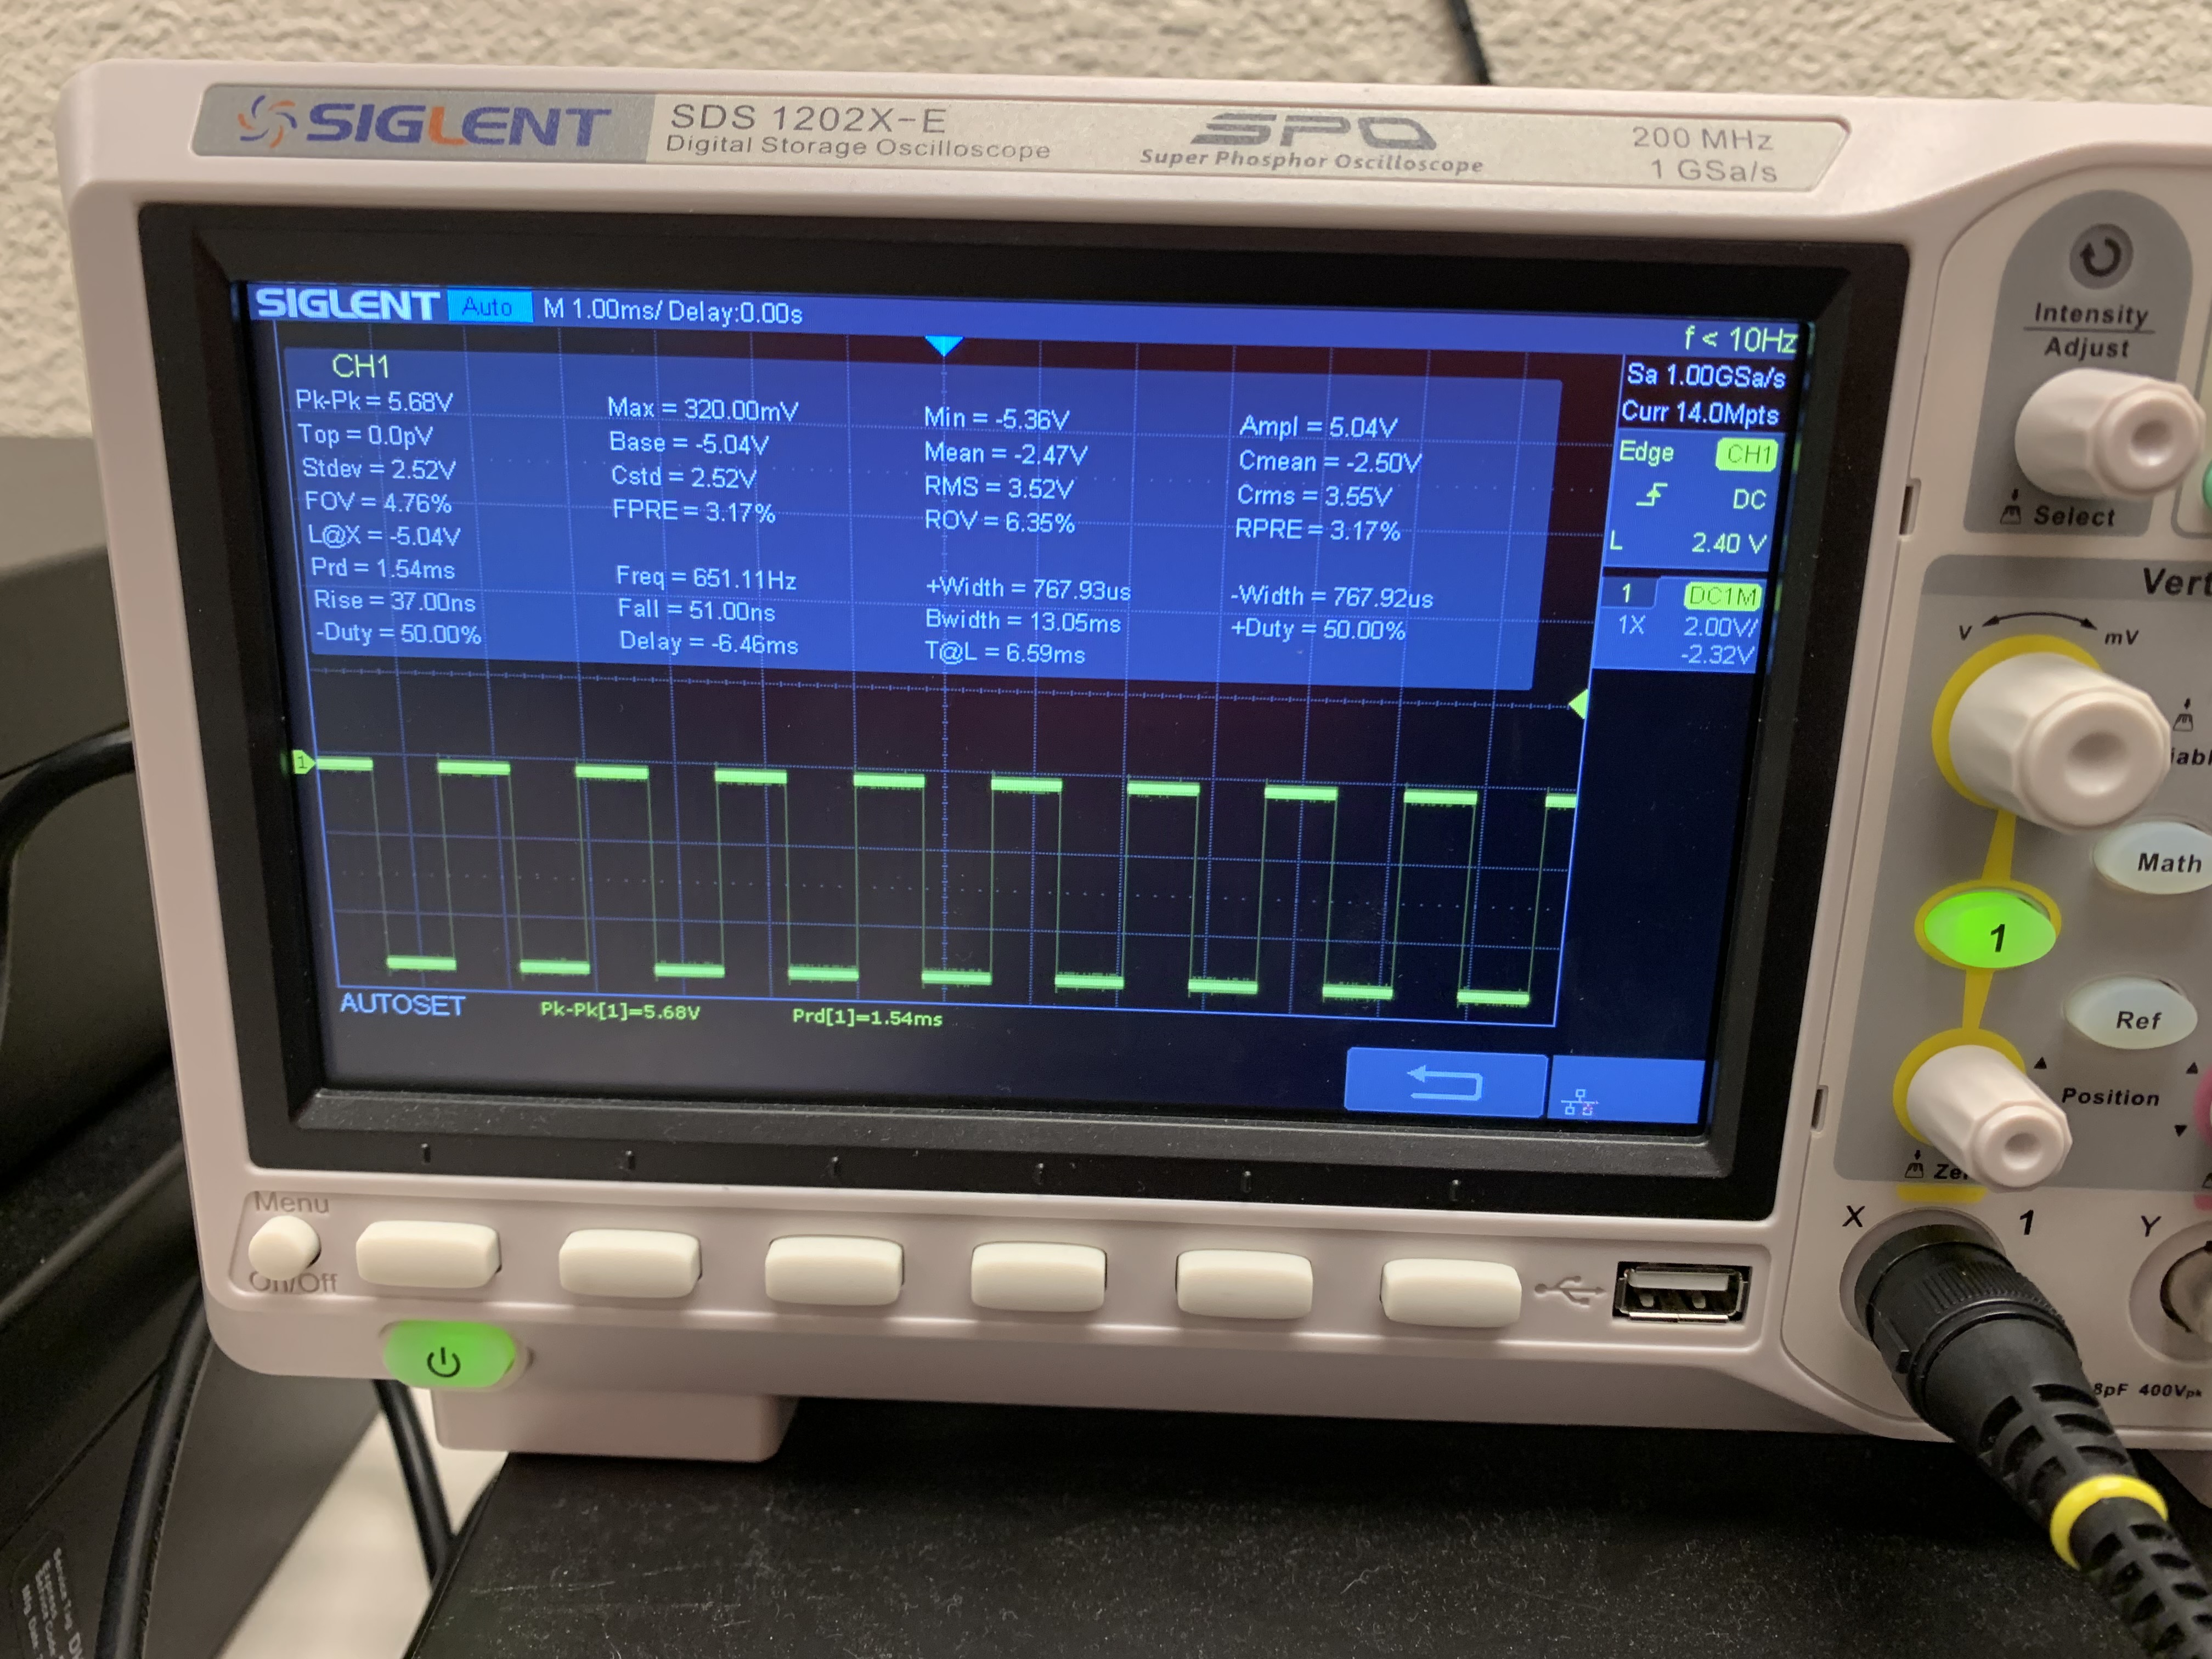 SIGLENT SDS 1202X-E
Digital Storage Oscilloscope
SPO
Super Phosphor Oscilloscope
200 MHz
1 GSa/s
SIGLENT Auto M 1.00ms/ Delay:0.00s
f < 10Hz
CH1
Pk-Pk = 5.68V Max = 320.00mV Min = -5.36V Ampl = 5.04V
Top = 0.0pV Base = -5.04V Mean = -2.47V Cmean = -2.50V
Stdev = 2.52V Cstd = 2.52V RMS = 3.52V Crms = 3.55V
FOV = 4.76% FPRE = 3.17% ROV = 6.35% RPRE = 3.17%
L@X = -5.04V
Prd = 1.54ms Freq = 651.11Hz +Width = 767.93us -Width = 767.92us
Rise = 37.00ns Fall = 51.00ns Bwidth = 13.05ms +Duty = 50.00%
-Duty = 50.00% Delay = -6.46ms T@L = 6.59ms
Sa 1.00GSa/s
Curr 14.0Mpts
Edge CH1
DC
L 2.40 V
1 DC1M
1X 2.00V/
-2.32V
1
AUTOSET Pk-Pk[1]=5.68V Prd[1]=1.54ms
Intensity
Adjust
Select
V mV
Math
1
Ref
Position
X 1 Y
8pF 400Vpk
Menu
On/Off